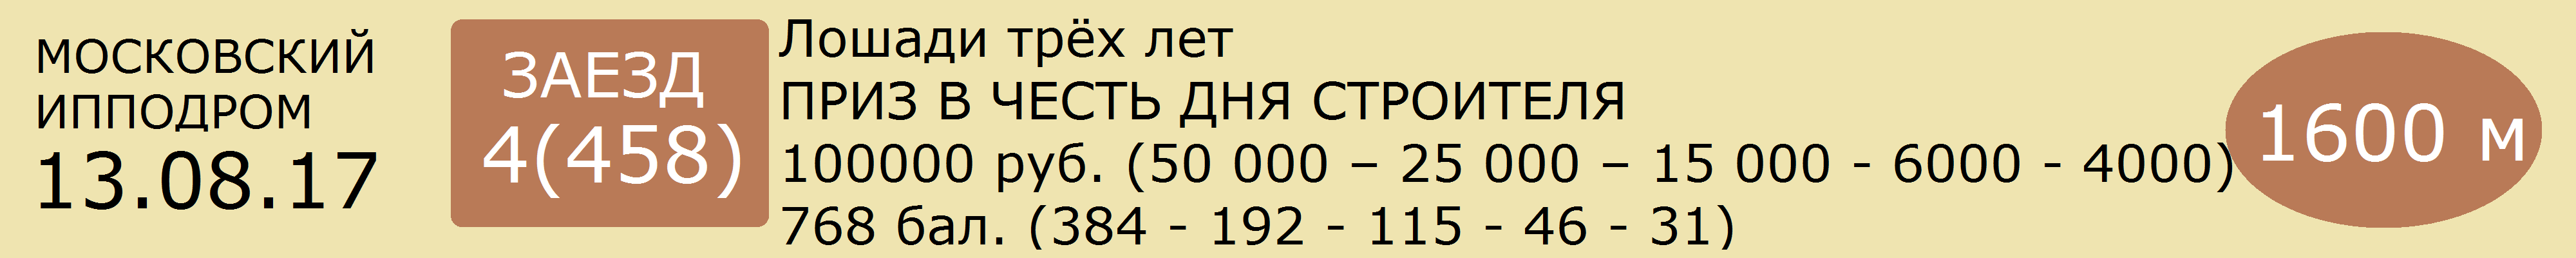 МОСКОВСКИЙ
ИППОДРОМ
13.08.17
ЗАЕЗД
4(458)
Лошади трёх лет
ПРИЗ В ЧЕСТЬ ДНЯ СТРОИТЕЛЯ
100000 руб. (50 000 – 25 000 – 15 000 - 6000 - 4000)
768 бал. (384 - 192 - 115 - 46 - 31)
1600 м